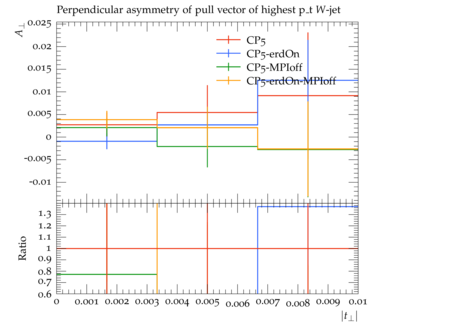 Perpendicular asymmetry of pull vector of highest p_t W-jet
A⊥
0.025
0.02
0.015
0.01
0.005
0
-0.005
-0.01
CP5
CP5-erdOn
CP5-MPIoff
CP5-erdOn-MPIoff
Ratio
1.3
1.2
1.1
1
0.9
0.8
0.7
0.6
0 0.001 0.002 0.003 0.004 0.005 0.006 0.007 0.008 0.009 0.01
|t⊥|